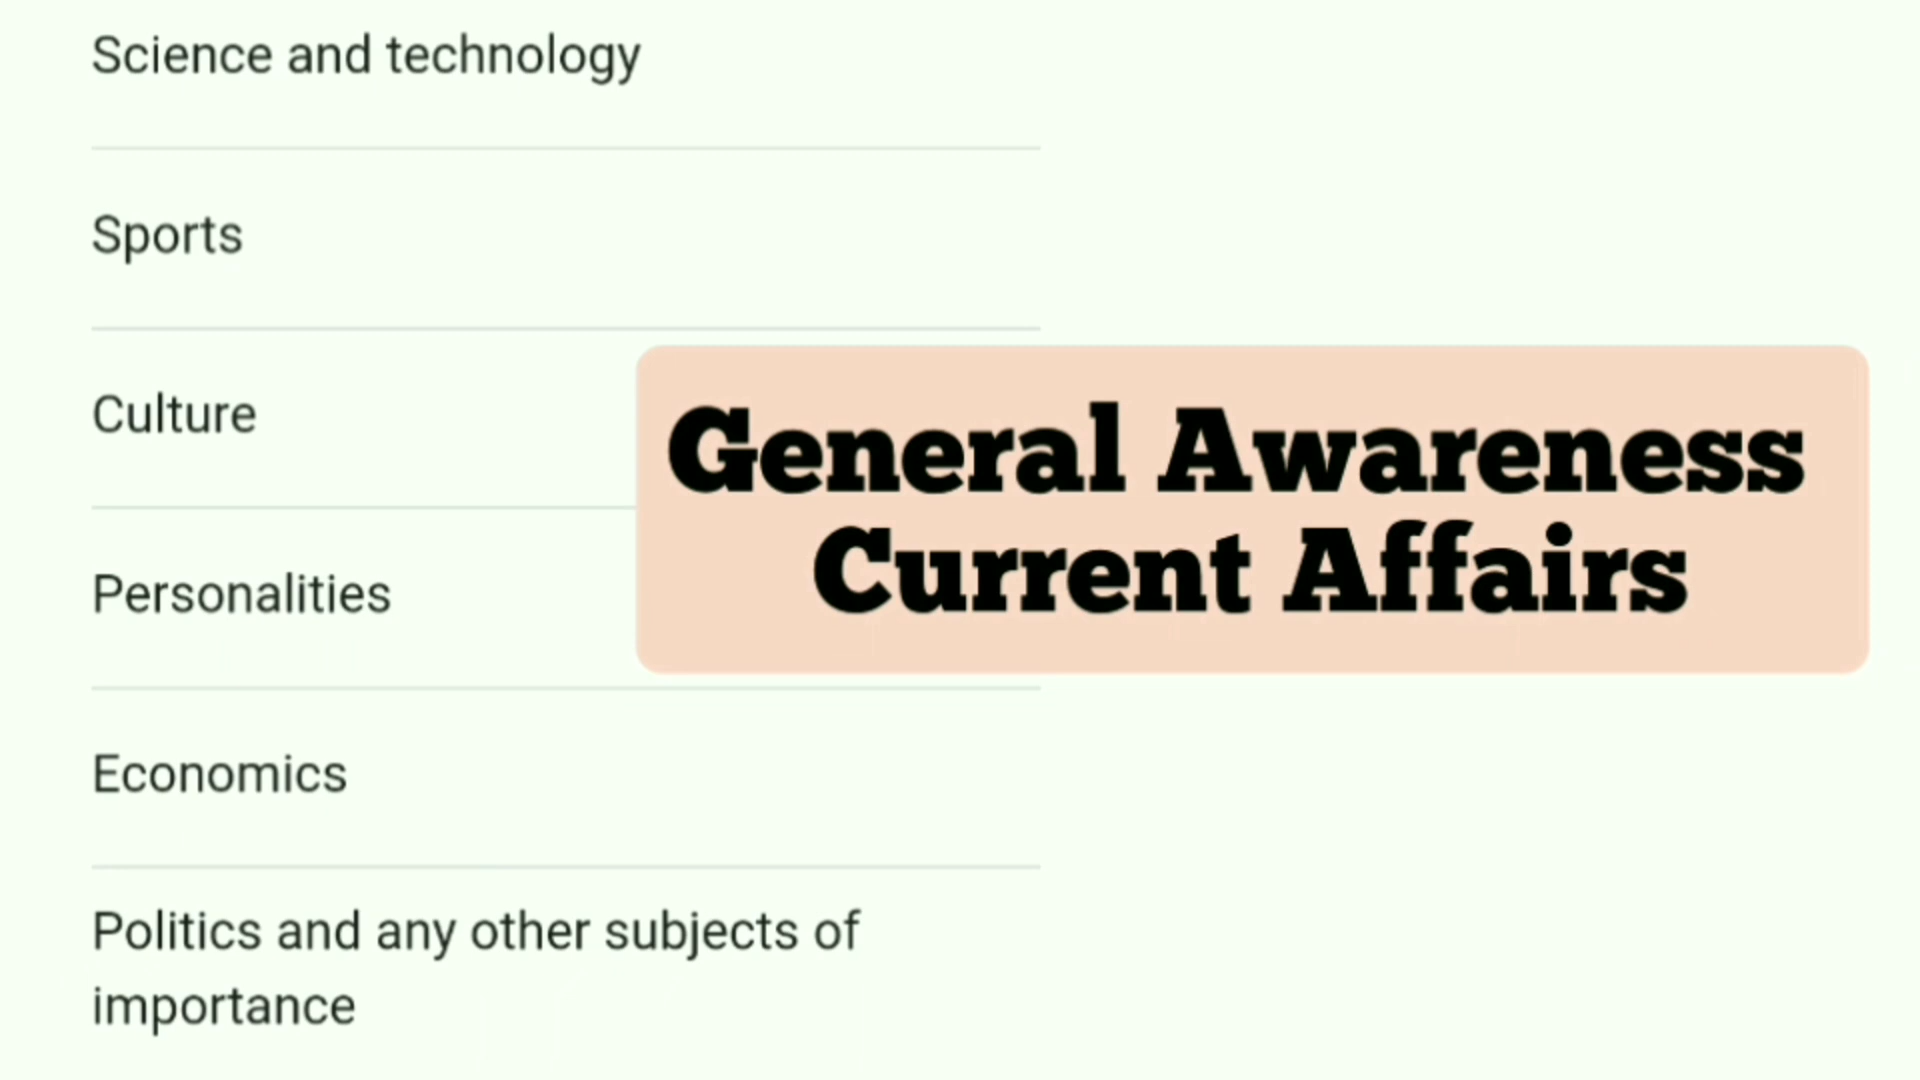 Science and technology
Sports
Culture
General Awareness
Current Affairs
Personalities
Economics
Politics and any other subjects of
importance